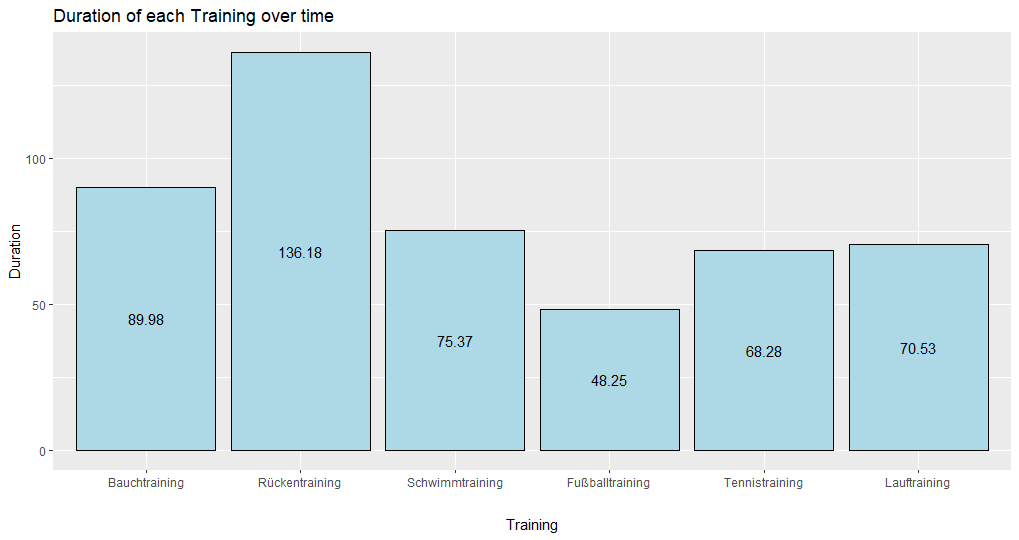 Duration of each Training over time
Duration
100
50
0
89.98
136.18
75.37
48.25
68.28
70.53
Bauchtraining
Rückentraining
Schwimmtraining
Fußballtraining
Tennistraining
Lauftraining
Training